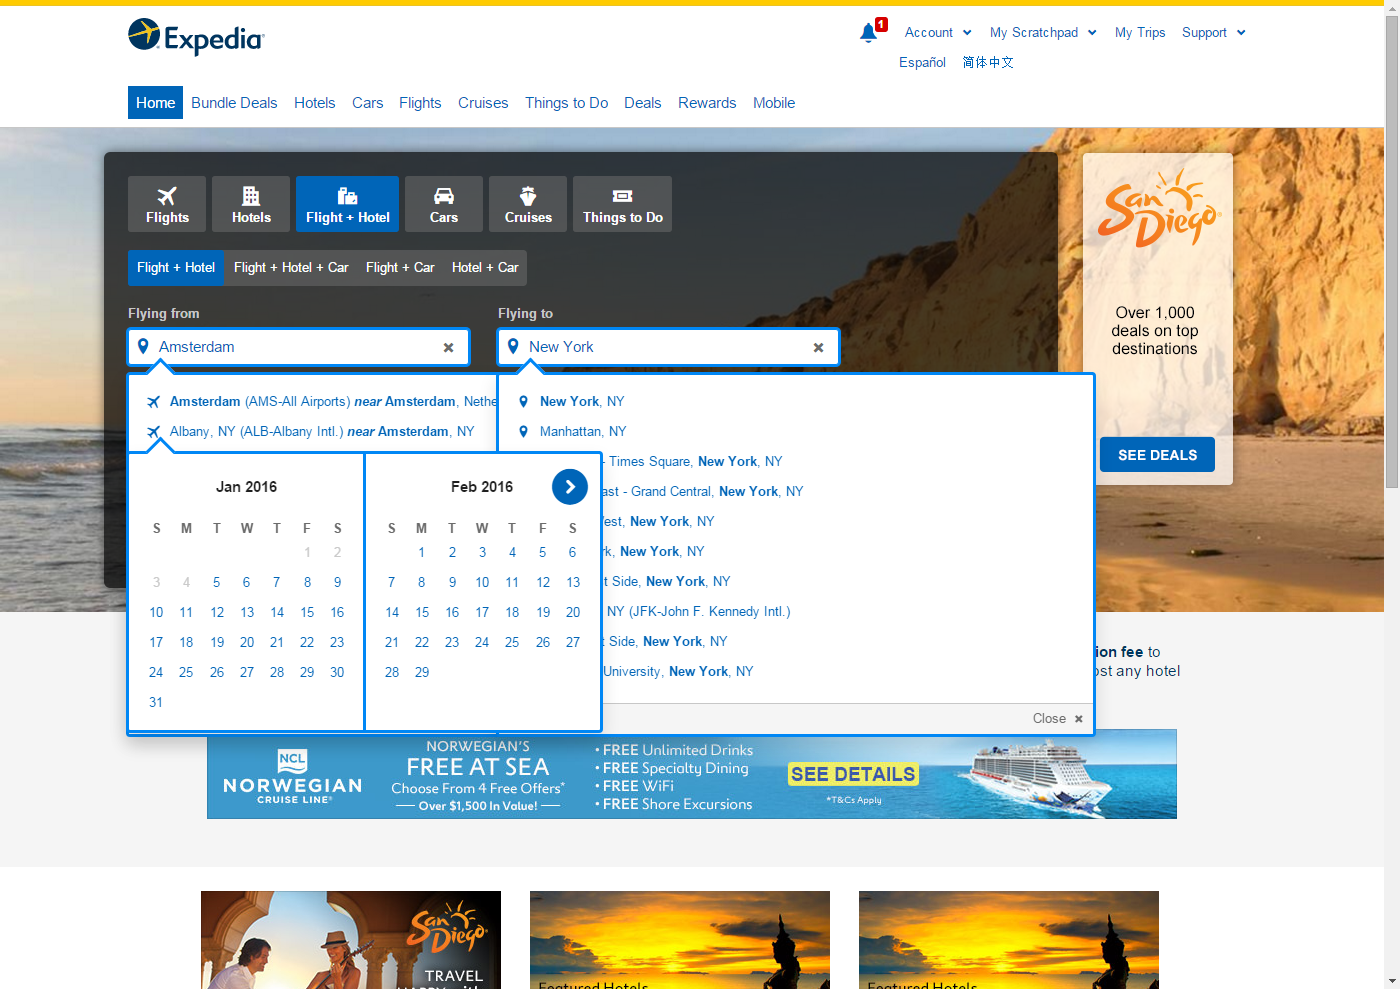 Expedia
1
Account
My Scratchpad
My Trips
Support
Español
简体中文
Home
Bundle Deals
Hotels
Cars
Flights
Cruises
Things to Do
Deals
Rewards
Mobile
Flights
Hotels
Flight + Hotel
Cars
Cruises
Things to Do
Flight + Hotel
Flight + Hotel + Car
Flight + Car
Hotel + Car
Flying from
Flying to
Amsterdam
New York
Amsterdam (AMS-All Airports) near Amsterdam, Nethe
Albany, NY (ALB-Albany Intl.) near Amsterdam, NY
New York, NY
Manhattan, NY
- Times Square, New York, NY
ast - Grand Central, New York, NY
est, New York, NY
rk, New York, NY
t Side, New York, NY
NY (JFK-John F. Kennedy Intl.)
t Side, New York, NY
University, New York, NY
Close
Jan 2016
S M T W T F S
1 2
3 4 5 6 7 8 9
10 11 12 13 14 15 16
17 18 19 20 21 22 23
24 25 26 27 28 29 30
31
Feb 2016
S M T W T F S
1 2 3 4 5 6
7 8 9 10 11 12 13
14 15 16 17 18 19 20
21 22 23 24 25 26 27
28 29
San Diego
Over 1,000
deals on top
destinations
SEE DEALS
ion fee to
ost any hotel
NCL
NORWEGIAN
CRUISE LINE®
NORWEGIAN'S
FREE AT SEA
Choose From 4 Free Offers*
Over $1,500 In Value!
• FREE Unlimited Drinks
• FREE Specialty Dining
• FREE WiFi
• FREE Shore Excursions
SEE DETAILS
*T&Cs Apply
San Diego
TRAVEL
Featured Hotels
Featured Hotels